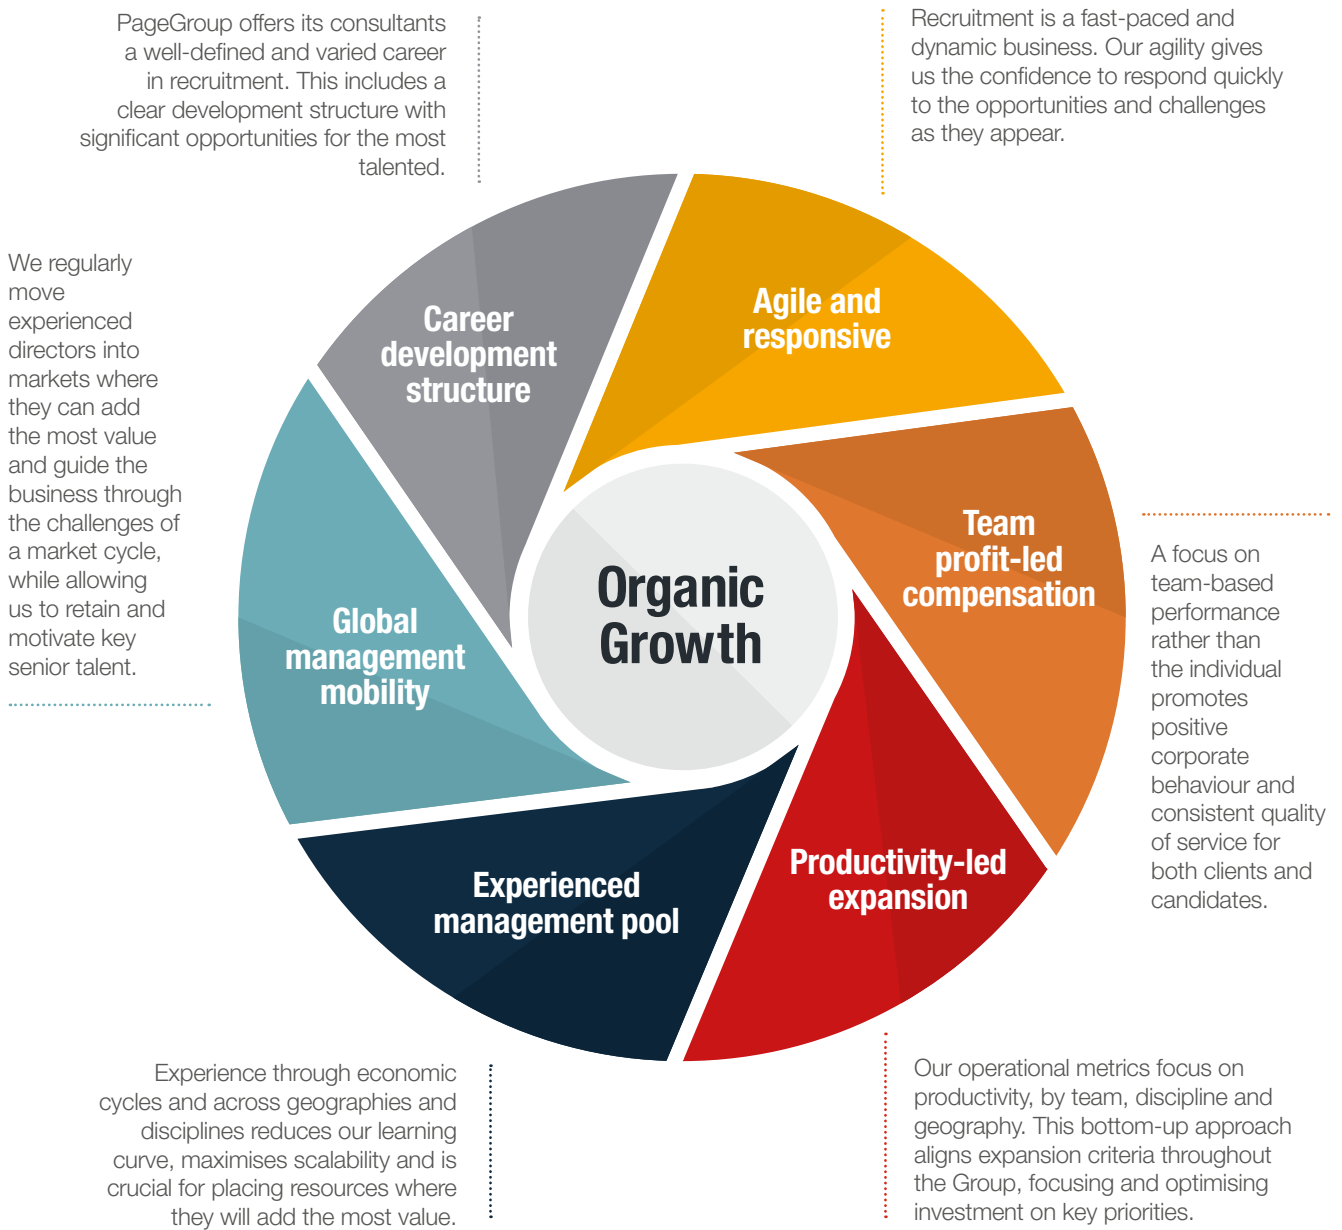 PageGroup offers its consultants
a well-defined and varied career
in recruitment. This includes a
clear development structure with
significant opportunities for the most
talented.
Recruitment is a fast-paced and
dynamic business. Our agility gives
us the confidence to respond quickly
to the opportunities and challenges
as they appear.
We regularly
move
experienced
directors into
markets where
they can add
the most value
and guide the
business through
the challenges of
a market cycle,
while allowing
us to retain and
motivate key
senior talent.
Career
development
structure
Agile and
responsive
Team
profit-led
compensation
A focus on
team-based
performance
rather than
the individual
promotes
positive
corporate
behaviour and
consistent quality
of service for
both clients and
candidates.
Organic
Growth
Global
management
mobility
Experienced
management pool
Productivity-led
expansion
Experience through economic
cycles and across geographies and
disciplines reduces our learning
curve, maximises scalability and is
crucial for placing resources where
they will add the most value.
Our operational metrics focus on
productivity, by team, discipline and
geography. This bottom-up approach
aligns expansion criteria throughout
the Group, focusing and optimising
investment on key priorities.